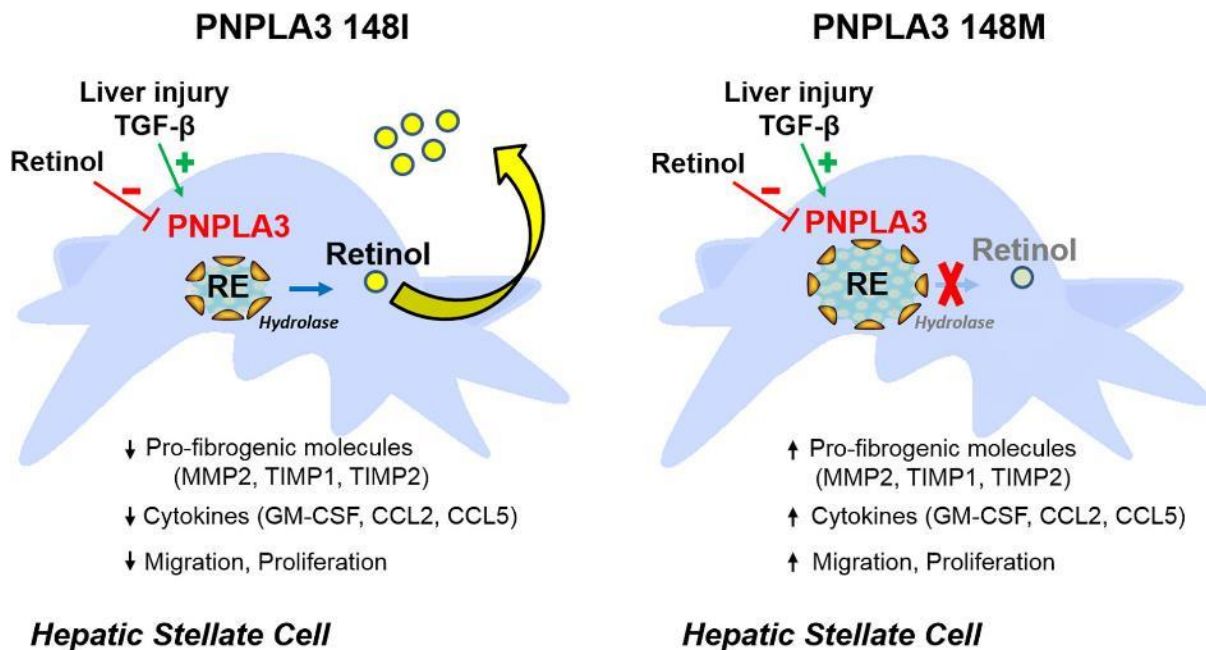 PNPLA3 148I
Liver injury
TGF-β
Retinol
+
-
PNPLA3
Retinol
RE
Hydrolase
↓ Pro-fibrogenic molecules
(MMP2, TIMP1, TIMP2)
↓ Cytokines (GM-CSF, CCL2, CCL5)
↓ Migration, Proliferation
Hepatic Stellate Cell
PNPLA3 148M
Liver injury
TGF-β
Retinol
+
-
PNPLA3
Retinol
RE
X
Hydrolase
↑ Pro-fibrogenic molecules
(MMP2, TIMP1, TIMP2)
↑ Cytokines (GM-CSF, CCL2, CCL5)
↑ Migration, Proliferation
Hepatic Stellate Cell